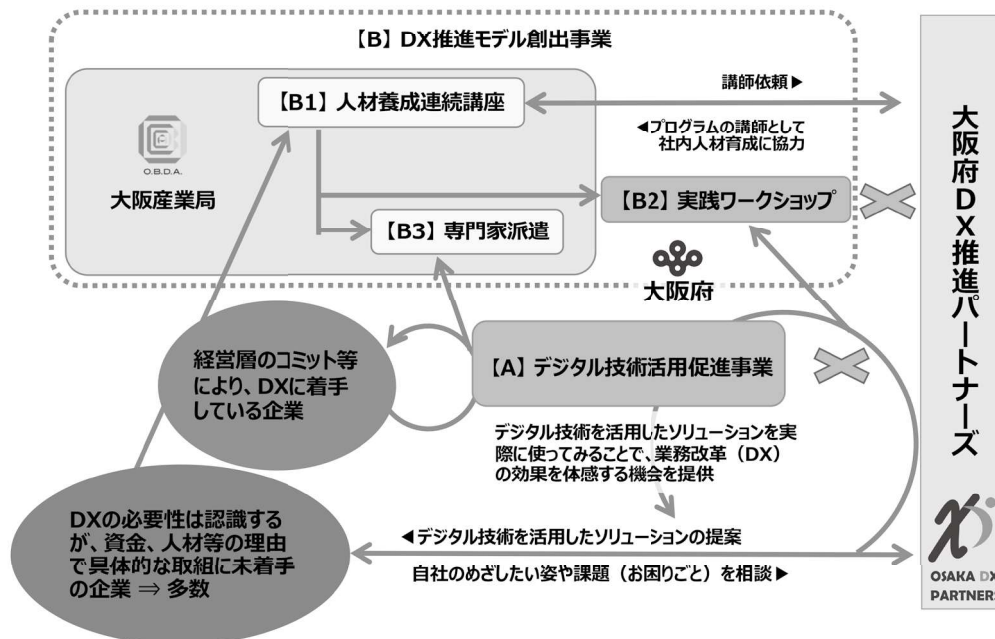 【B】DX推進モデル創出事業
【B1】人材養成連続講座
講師依頼▶
◀プログラムの講師として
社内人材育成に協力
O.B.D.A.
大阪産業局
【B2】実践ワークショップ
【B3】専門家派遣
大阪府
経営層のコミット等
により、DXに着手
している企業
【A】デジタル技術活用促進事業
デジタル技術を活用したソリューションを実
際に使ってみることで、業務改革（DX）
の効果を体感する機会を提供
DXの必要性は認識する
が、資金、人材等の理由
で具体的な取組に未着手
の企業 ⇒ 多数
◀デジタル技術を活用したソリューションの提案
自社のめざしたい姿や課題（お困りごと）を相談▶
大阪府DX推進パートナーズ
OSAKA DX
PARTNERS